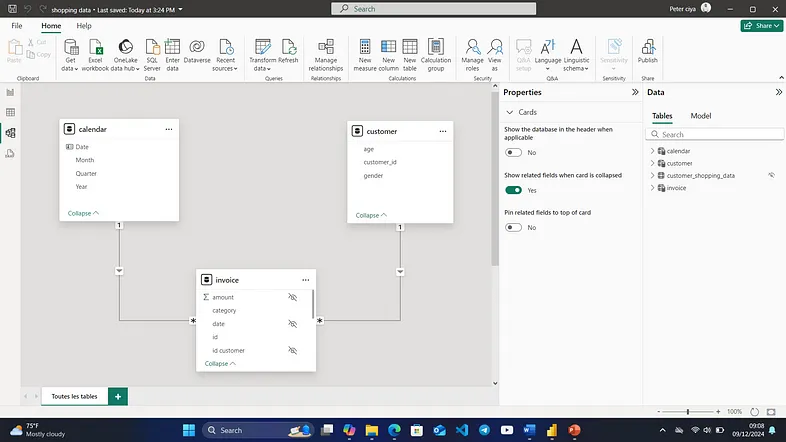 shopping data • Last saved: Today at 3:24 PM
Search
Peter ciya
File
Home
Help
Share
Paste
Cut
Copy
Get data
Excel workbook
OneLake data hub
SQL Server
Enter data
Dataverse
Recent sources
Transform data
Refresh
Manage relationships
New measure
New column
New table
Calculation group
Manage roles
View as
Q&A setup
Language
Linguistic schema
Sensitivity
Publish
Clipboard
Data
Queries
Relationships
Calculations
Security
Q&A
Sensitivity
Share
calendar
Date
Month
Quarter
Year
Collapse
1
customer
age
customer_id
gender
Collapse
1
invoice
amount
category
date
id
id customer
Collapse
*
*
Properties
Cards
Show the database in the header when
applicable
No
Show related fields when card is collapsed
Yes
Pin related fields to top of card
No
Data
Tables
Model
Search
calendar
customer
customer_shopping_data
invoice
Toutes les tables
+
- + 100%
75°F
Mostly cloudy
Search
09:08
09/12/2024